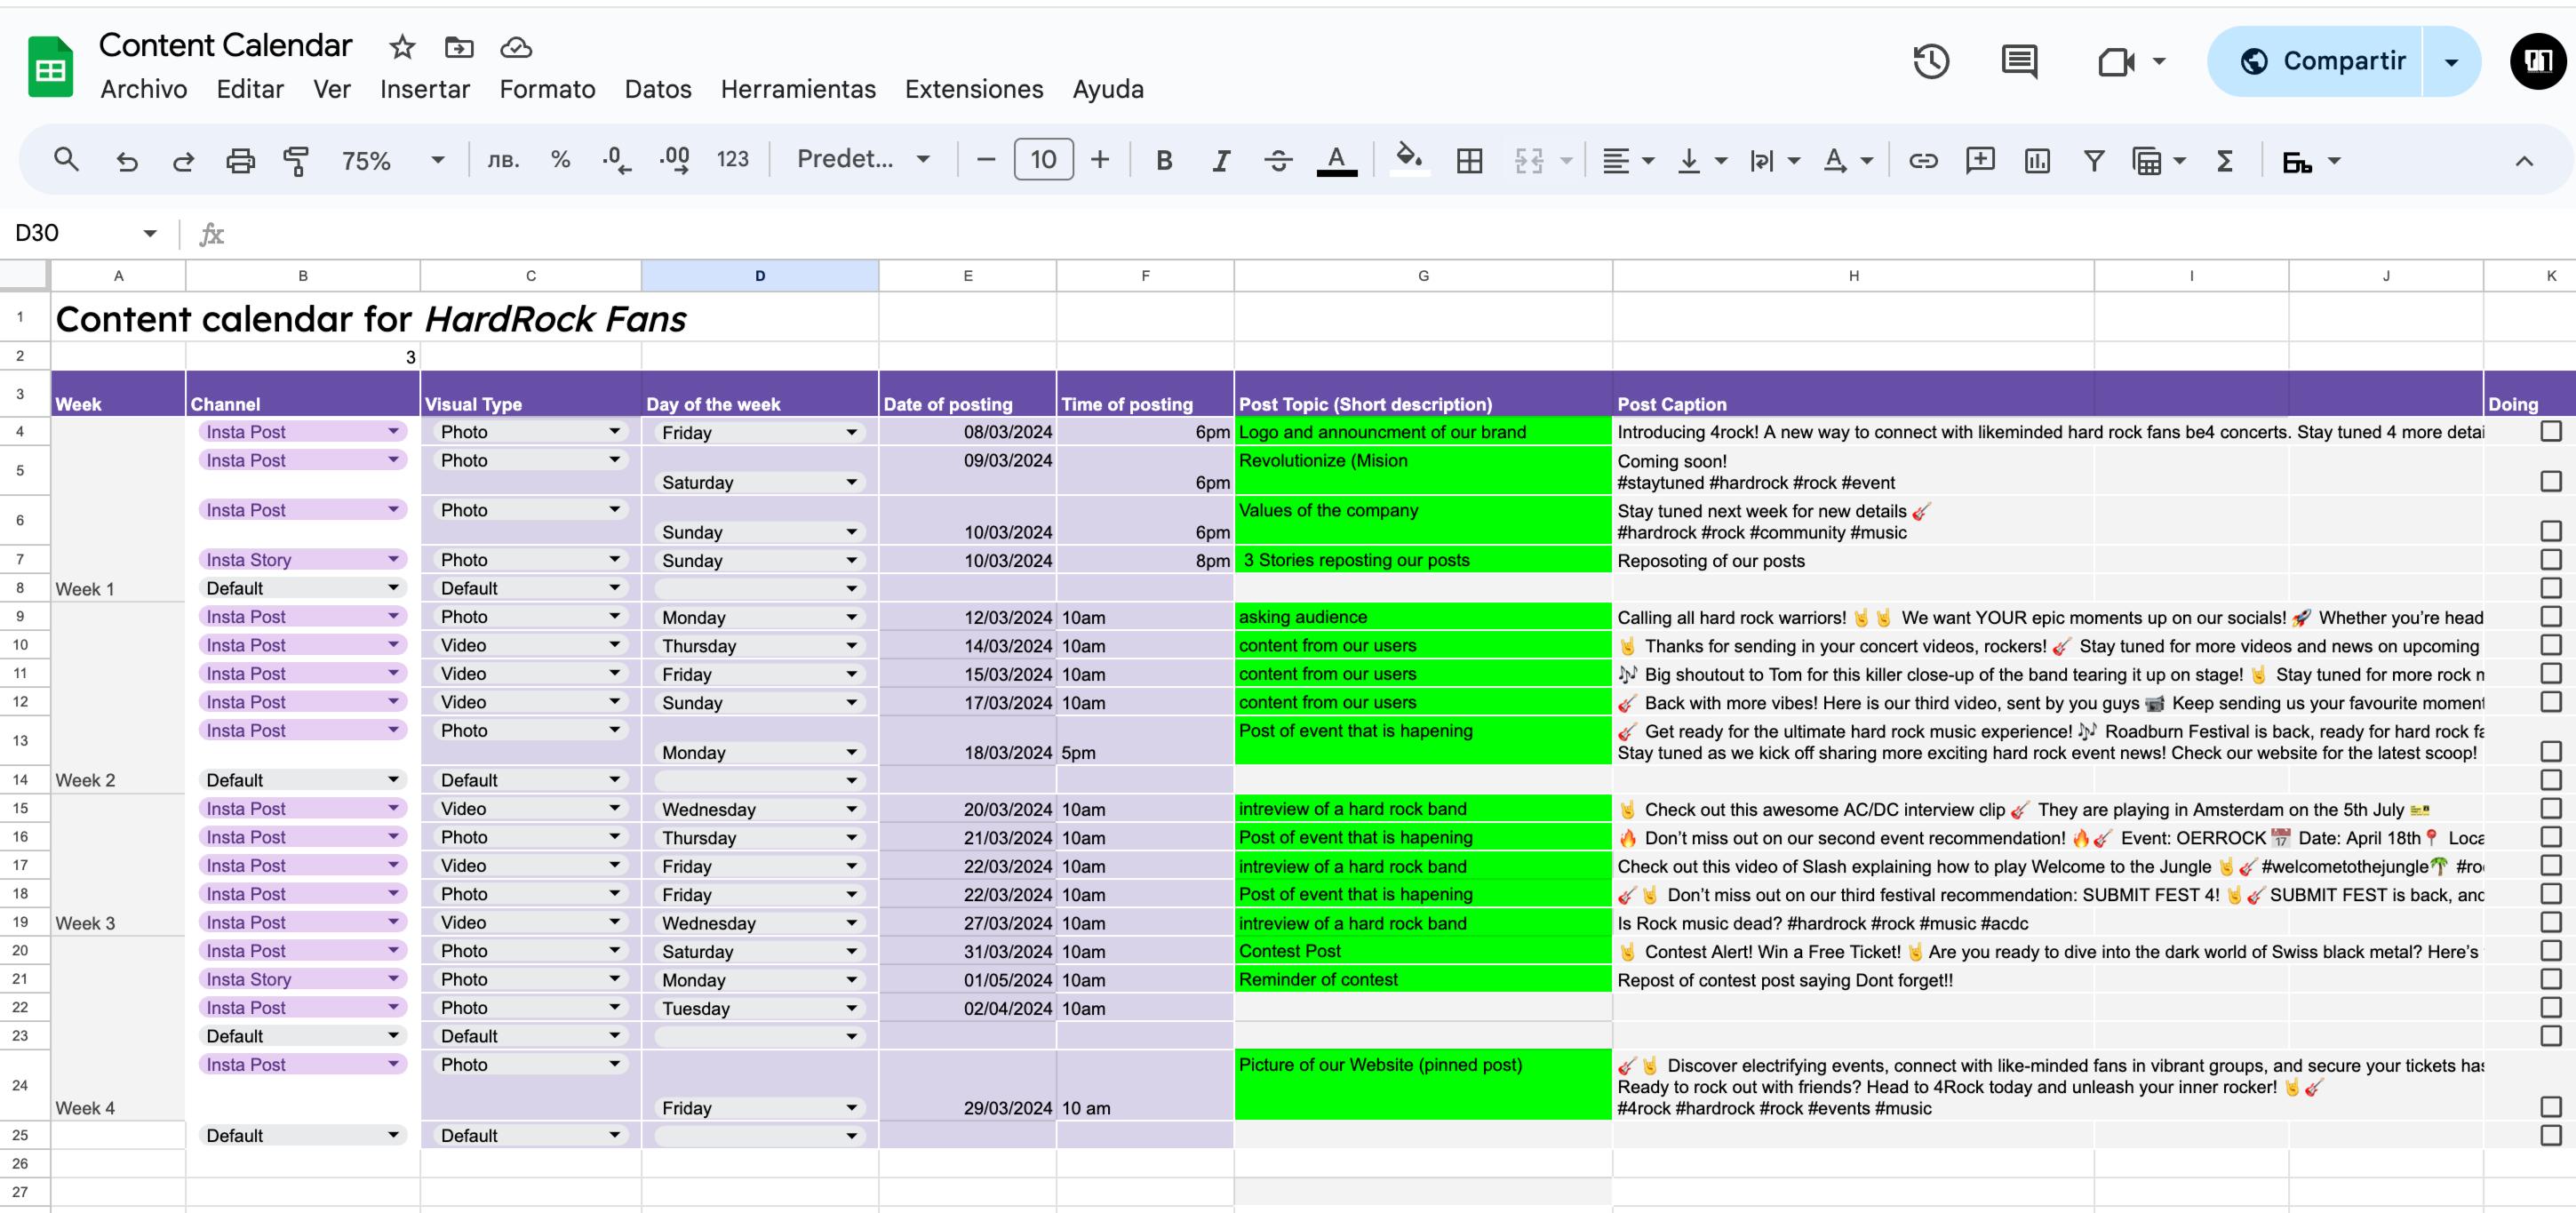 Content Calendar
Archivo Editar Ver Insertar Formato Datos Herramientas Extensiones Ayuda
Compartir
75% лв. % .0 .00 123 Predet... 10 B I A A Σ Бъ
D30 fx
A B C D E F G H I J K
1 Content calendar for HardRock Fans
2 3
3 Week Channel Visual Type Day of the week Date of posting Time of posting Post Topic (Short description) Post Caption Doing
4 Insta Post Photo Friday 08/03/2024 6pm Logo and announcment of our brand Introducing 4rock! A new way to connect with likeminded hard rock fans be4 concerts. Stay tuned 4 more detai
5 Insta Post Photo Saturday 09/03/2024 6pm Revolutionize (Mision Coming soon!
#staytuned #hardrock #rock #event
6 Insta Post Photo Sunday 10/03/2024 6pm Values of the company Stay tuned next week for new details 🎸
#hardrock #rock #community #music
7 Insta Story Photo Sunday 10/03/2024 8pm 3 Stories reposting our posts Reposoting of our posts
8 Week 1 Default Default
9 Insta Post Photo Monday 12/03/2024 10am asking audience Calling all hard rock warriors! 🤘🤘 We want YOUR epic moments up on our socials! 🚀 Whether you're head
10 Insta Post Video Thursday 14/03/2024 10am content from our users 🤘 Thanks for sending in your concert videos, rockers! 🎸 Stay tuned for more videos and news on upcoming
11 Insta Post Video Friday 15/03/2024 10am content from our users 🎶 Big shoutout to Tom for this killer close-up of the band tearing it up on stage! 🤘 Stay tuned for more rock
12 Insta Post Video Sunday 17/03/2024 10am content from our users 🎸 Back with more vibes! Here is our third video, sent by you guys 📹 Keep sending us your favourite moment
13 Insta Post Photo Monday 18/03/2024 5pm Post of event that is hapening 🎸 Get ready for the ultimate hard rock music experience! 🎶 Roadburn Festival is back, ready for hard rock fa
Stay tuned as we kick off sharing more exciting hard rock event news! Check our website for the latest scoop!
14 Week 2 Default Default
15 Insta Post Video Wednesday 20/03/2024 10am intreview of a hard rock band 🤘 Check out this awesome AC/DC interview clip 🎸 They are playing in Amsterdam on the 5th July 🎫
16 Insta Post Photo Thursday 21/03/2024 10am Post of event that is hapening 🔥 Don't miss out on our second event recommendation! 🔥🎸 Event: OERROCK 📅 Date: April 18th📍 Loca
17 Insta Post Video Friday 22/03/2024 10am intreview of a hard rock band Check out this video of Slash explaining how to play Welcome to the Jungle 🤘🎸 #welcometothejungle🌴 #ro
18 Insta Post Photo Friday 22/03/2024 10am Post of event that is hapening 🎸🤘 Don't miss out on our third festival recommendation: SUBMIT FEST 4! 🤘🎸 SUBMIT FEST is back, and
19 Week 3 Insta Post Video Wednesday 27/03/2024 10am intreview of a hard rock band Is Rock music dead? #hardrock #rock #music #acdc
20 Insta Post Photo Saturday 31/03/2024 10am Contest Post 🤘 Contest Alert! Win a Free Ticket! 🤘Are you ready to dive into the dark world of Swiss black metal? Here's
21 Insta Story Photo Monday 01/05/2024 10am Reminder of contest Repost of contest post saying Dont forget!!
22 Insta Post Photo Tuesday 02/04/2024 10am
23 Default Default
24 Week 4 Insta Post Photo Friday 29/03/2024 10 am Picture of our Website (pinned post) 🎸🤘 Discover electrifying events, connect with like-minded fans in vibrant groups, and secure your tickets has
Ready to rock out with friends? Head to 4Rock today and unleash your inner rocker! 🤘🎸
#4rock #hardrock #rock #events #music
25 Default Default
26
27